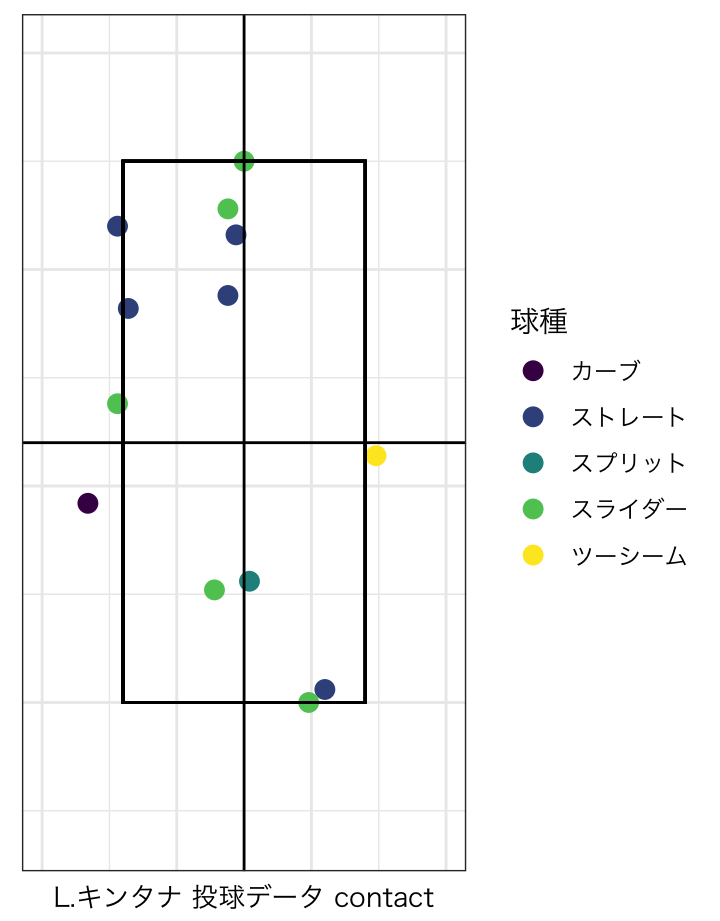 球種
カーブ
ストレート
スプリット
スライダー
ツーシーム
L.キンタナ 投球データ contact